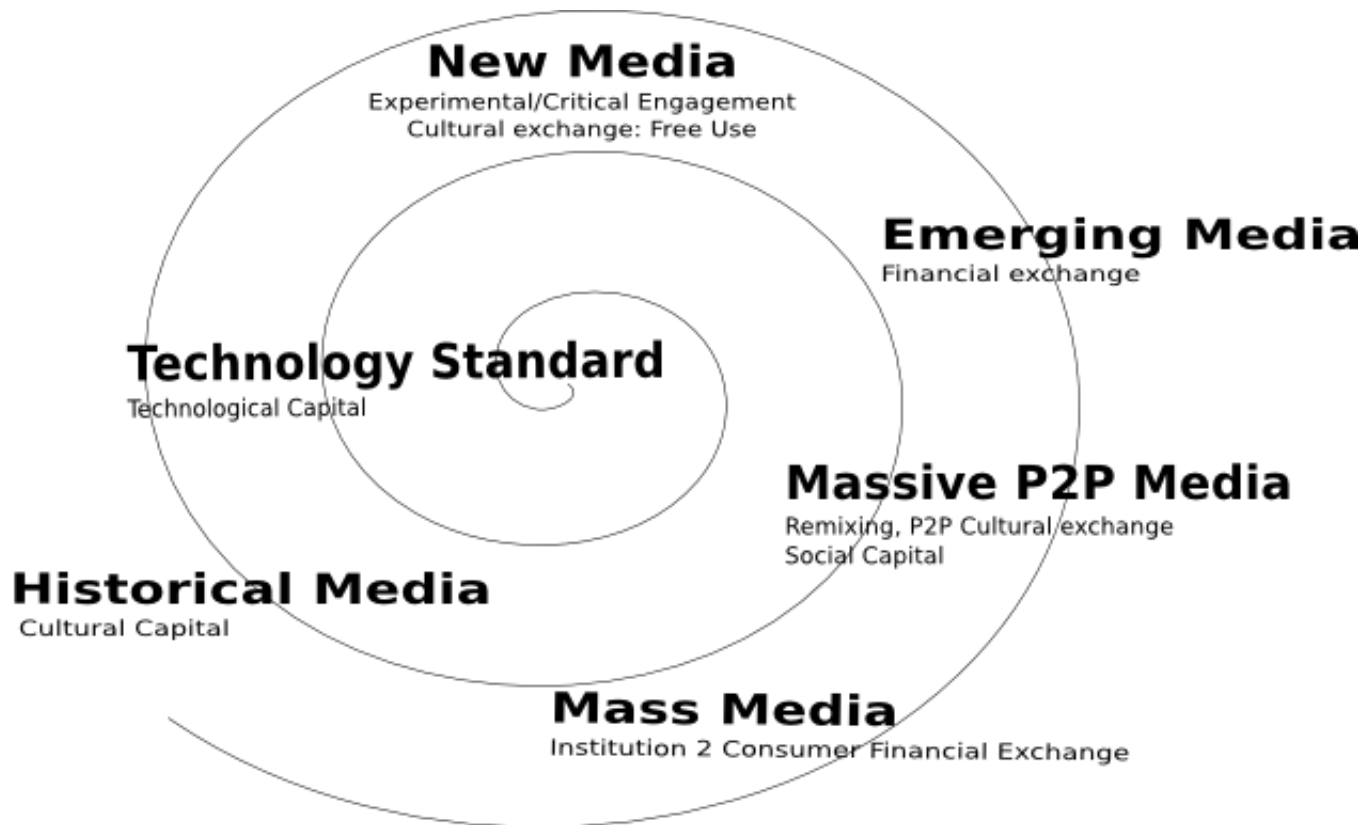 New Media
Experimental/Critical Engagement
Cultural exchange: Free Use
Emerging Media
Financial exchange
Technology Standard
Technological Capital
Massive P2P Media
Remixing, P2P Cultural exchange
Social Capital
Historical Media
Cultural Capital
Mass Media
Institution 2 Consumer Financial Exchange